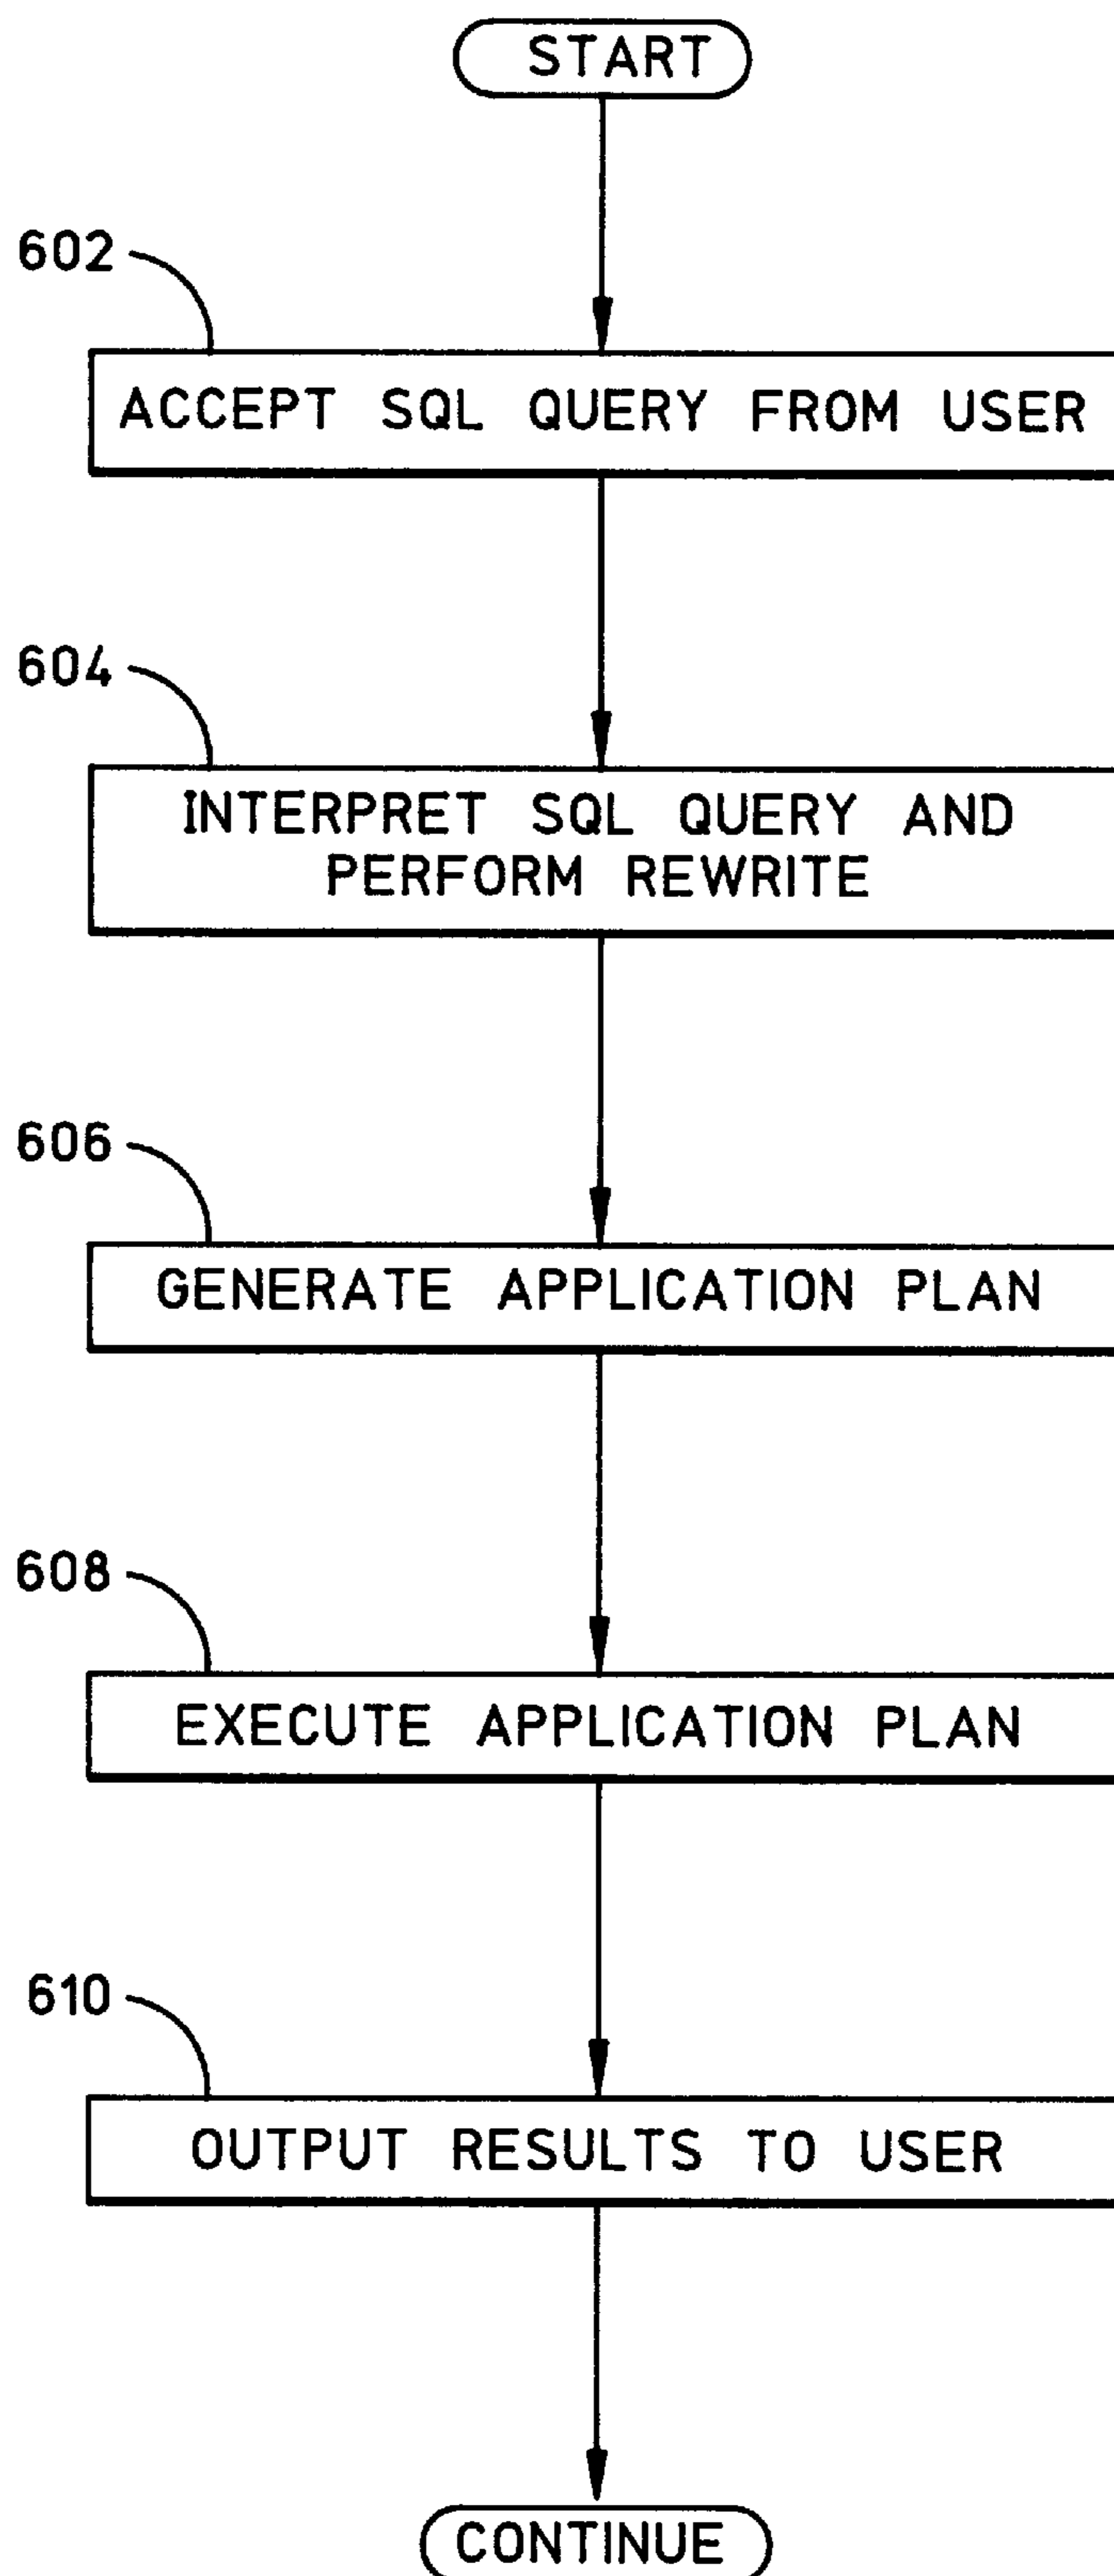 START
602
ACCEPT SQL QUERY FROM USER
604
INTERPRET SQL QUERY AND
PERFORM REWRITE
606
GENERATE APPLICATION PLAN
608
EXECUTE APPLICATION PLAN
610
OUTPUT RESULTS TO USER
CONTINUE